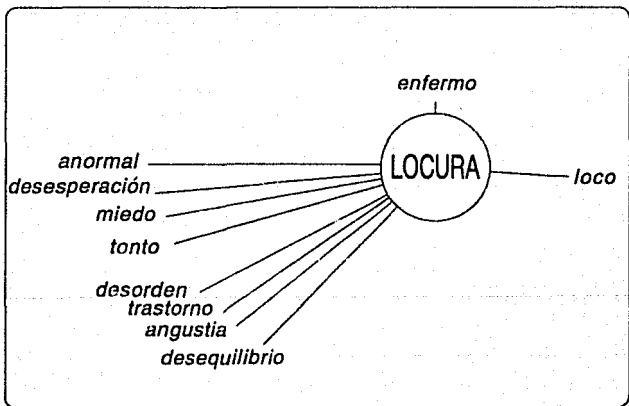 enfermo
anormal
LOCURA
loco
desesperación
miedo
tonto
desorden
trastorno
angustia
desequilibrio